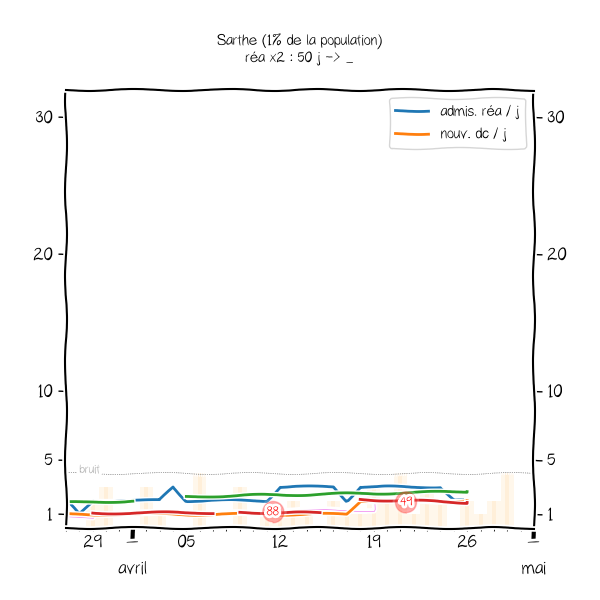 Sarthe (1% de la population)
réa x2 : 50 j -> _
admis. réa / j
nouv. dc / j
30 30
20 20
10 10
5 5
bruit
88 49
1 1
29 05 12 19 26
avril mai